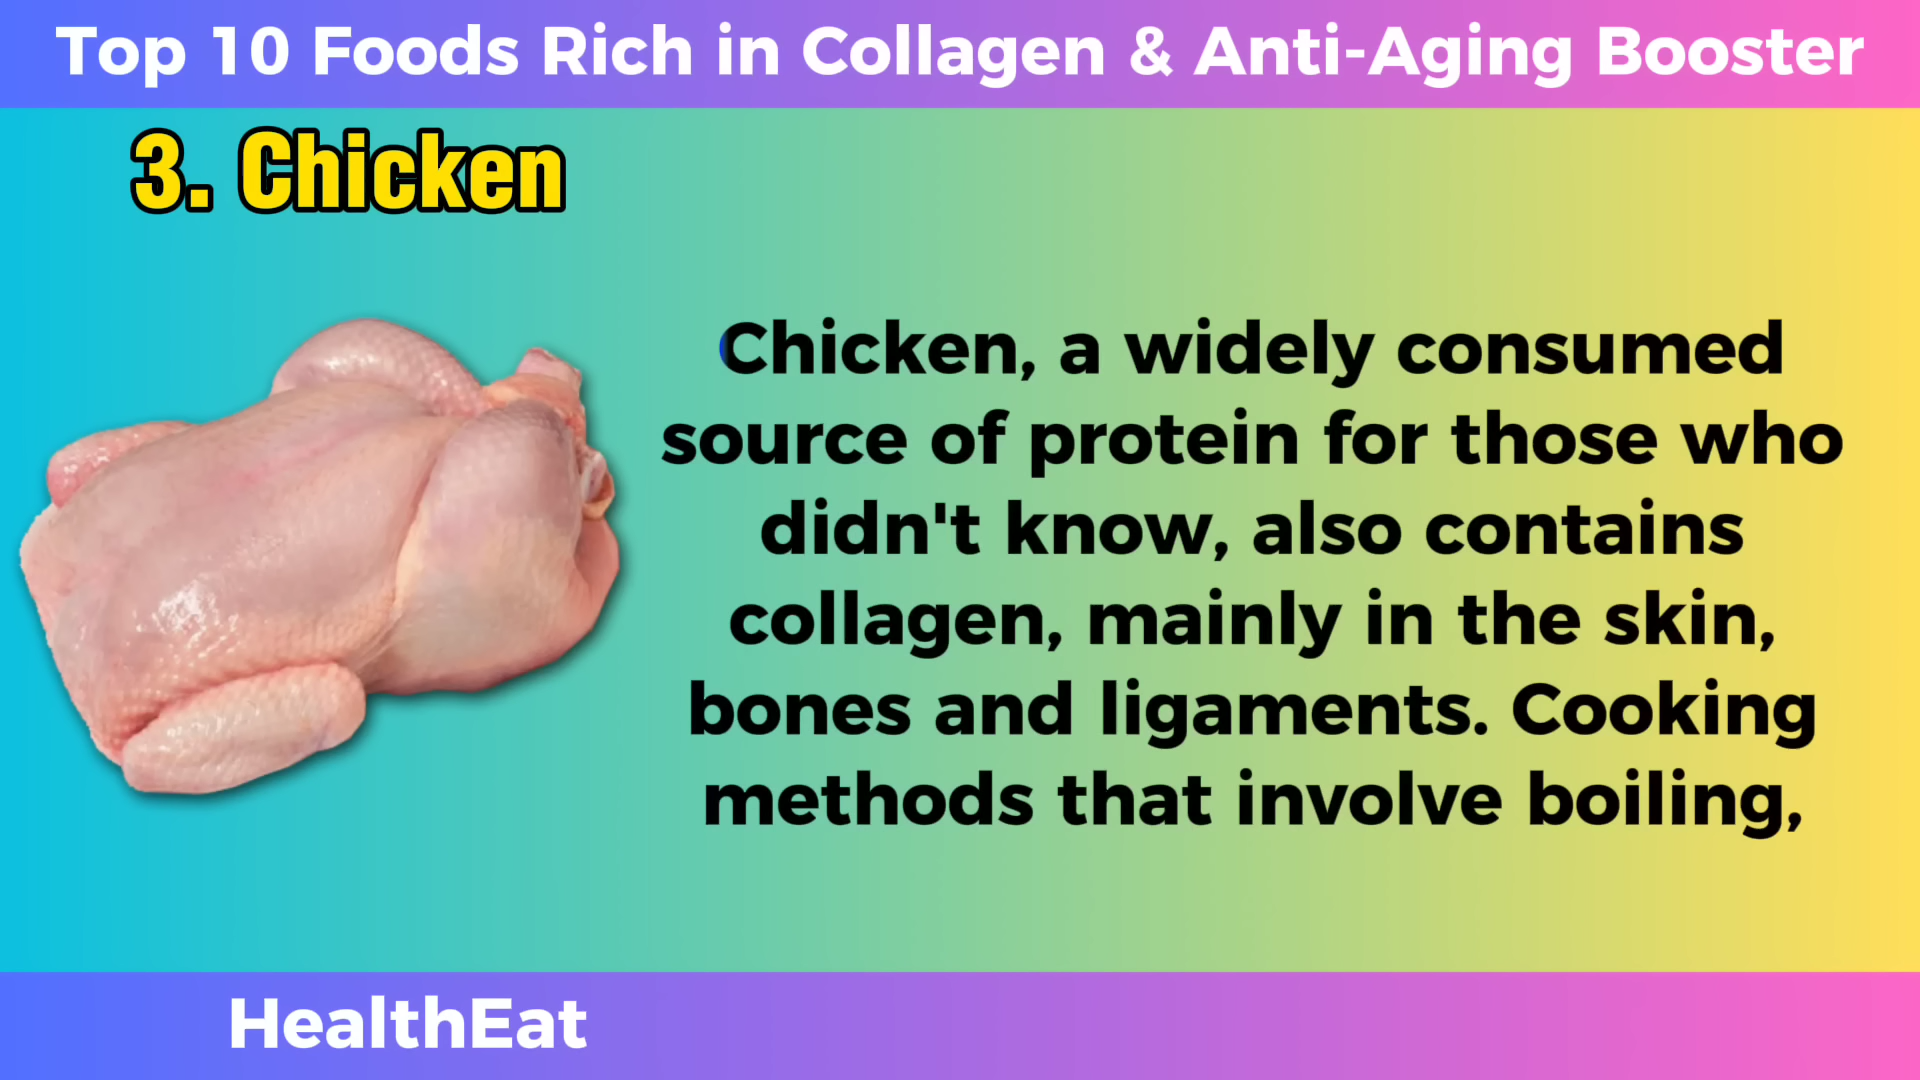 Top 10 Foods Rich in Collagen & Anti-Aging Booster
3. Chicken
Chicken, a widely consumed
source of protein for those who
didn't know, also contains
collagen, mainly in the skin,
bones and ligaments. Cooking
methods that involve boiling,
HealthEat